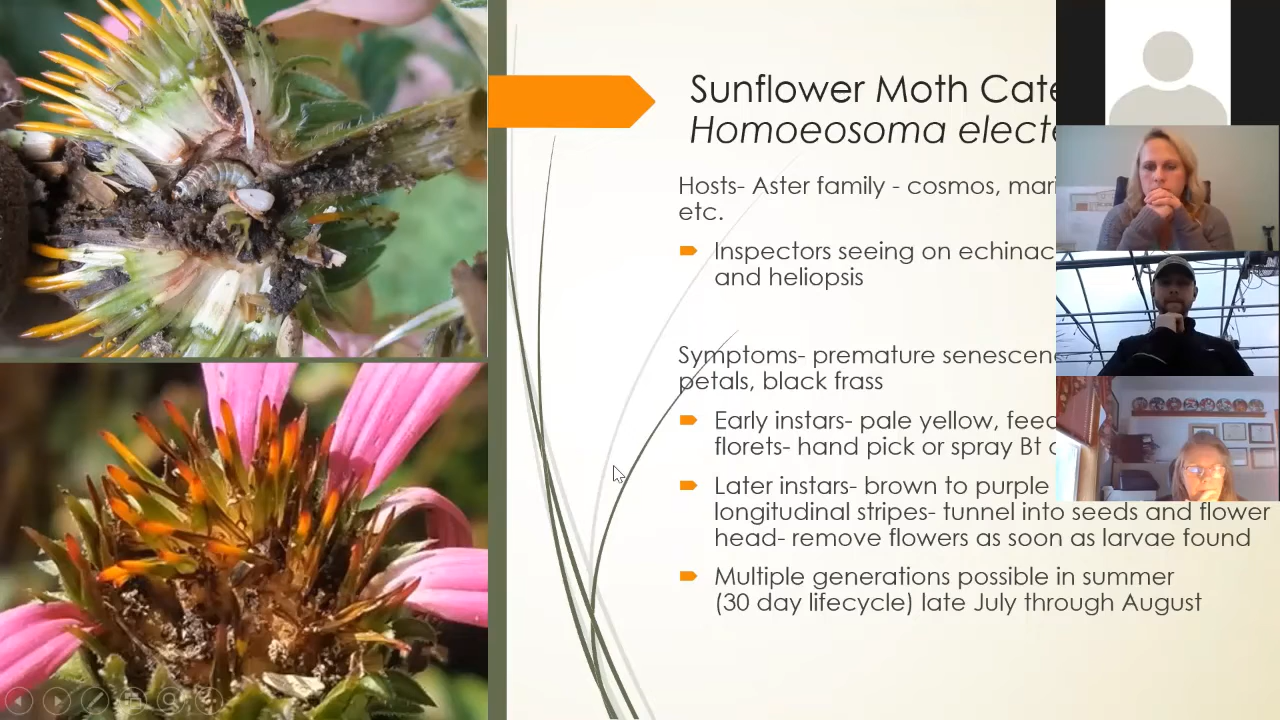 Sunflower Moth Cate
Homoeosoma electe
Hosts- Aster family - cosmos, mari
etc.
Inspectors seeing on echinac
and heliopsis
Symptoms- premature senescenc
petals, black frass
Early instars- pale yellow, feed
florets- hand pick or spray Bt o
Later instars- brown to purple
longitudinal stripes- tunnel into seeds and flower
head- remove flowers as soon as larvae found
Multiple generations possible in summer
(30 day lifecycle) late July through August